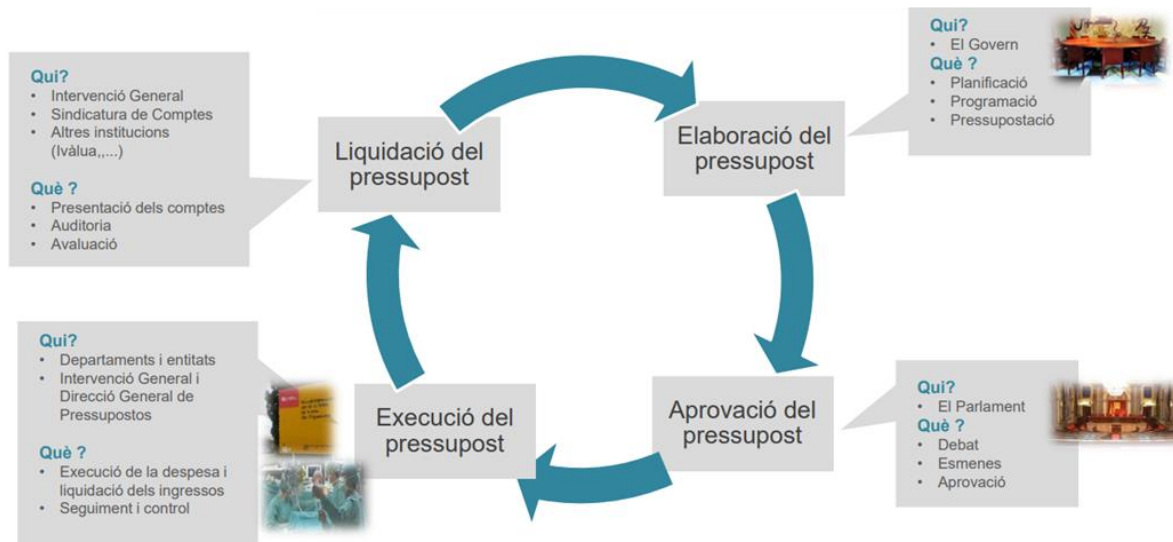 Qui?
• Intervenció General
• Sindicatura de Comptes
• Altres institucions
(Ivàlua,,...)
Què ?
• Presentació dels comptes
• Auditoria
• Avaluació
Liquidació del
pressupost
Elaboració del
pressupost
Qui?
• El Govern
Què ?
• Planificació
• Programació
• Pressupostació
Qui?
• Departaments i entitats
• Intervenció General i
Direcció General de
Pressupostos
Què ?
• Execució de la despesa i
liquidació dels ingressos
• Seguiment i control
Execució del
pressupost
Aprovació del
pressupost
Qui?
• El Parlament
Què ?
• Debat
• Esmenes
• Aprovació